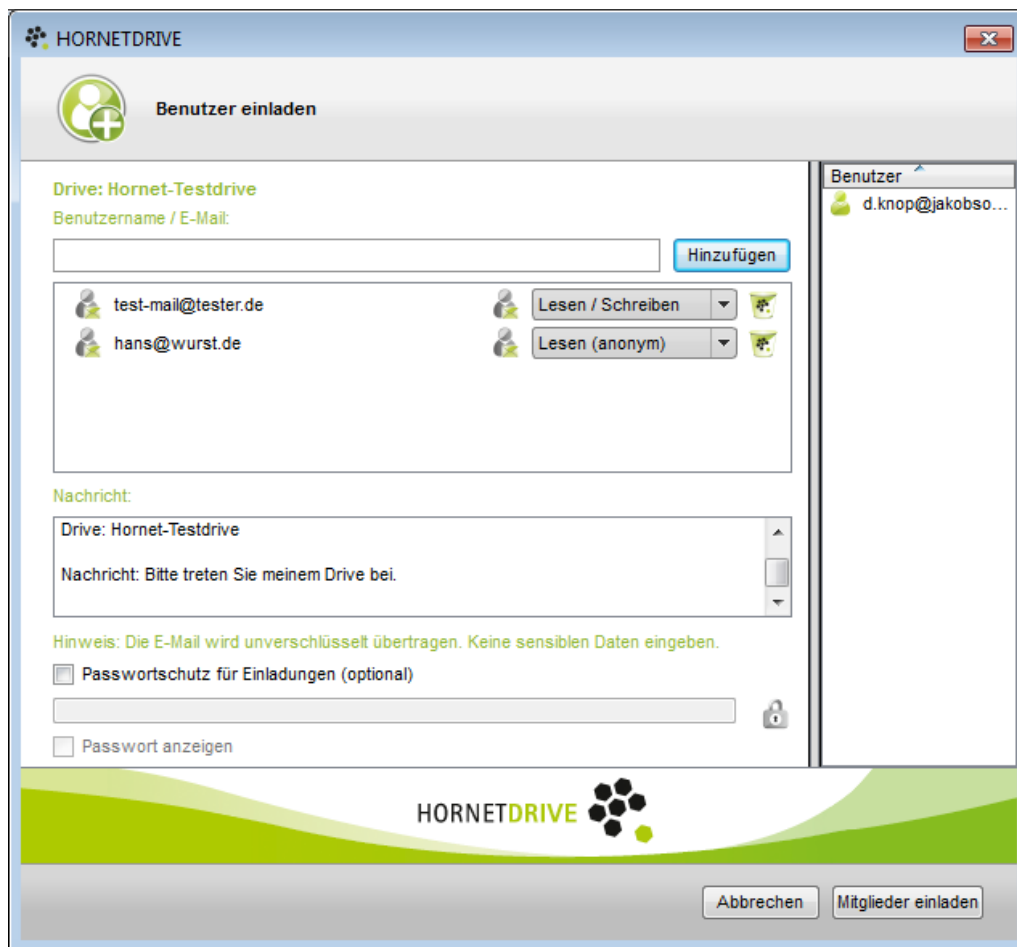 HORNETDRIVE
Benutzer einladen
Drive: Hornet-Testdrive
Benutzername / E-Mail:
Hinzufügen
test-mail@tester.de
Lesen / Schreiben
hans@wurst.de
Lesen (anonym)
Nachricht:
Drive: Hornet-Testdrive
Nachricht: Bitte treten Sie meinem Drive bei.
Hinweis: Die E-Mail wird unverschlüsselt übertragen. Keine sensiblen Daten eingeben.
Passwortschutz für Einladungen (optional)
Passwort anzeigen
Benutzer
d.knop@jakobso...
HORNETDRIVE
Abbrechen
Mitglieder einladen